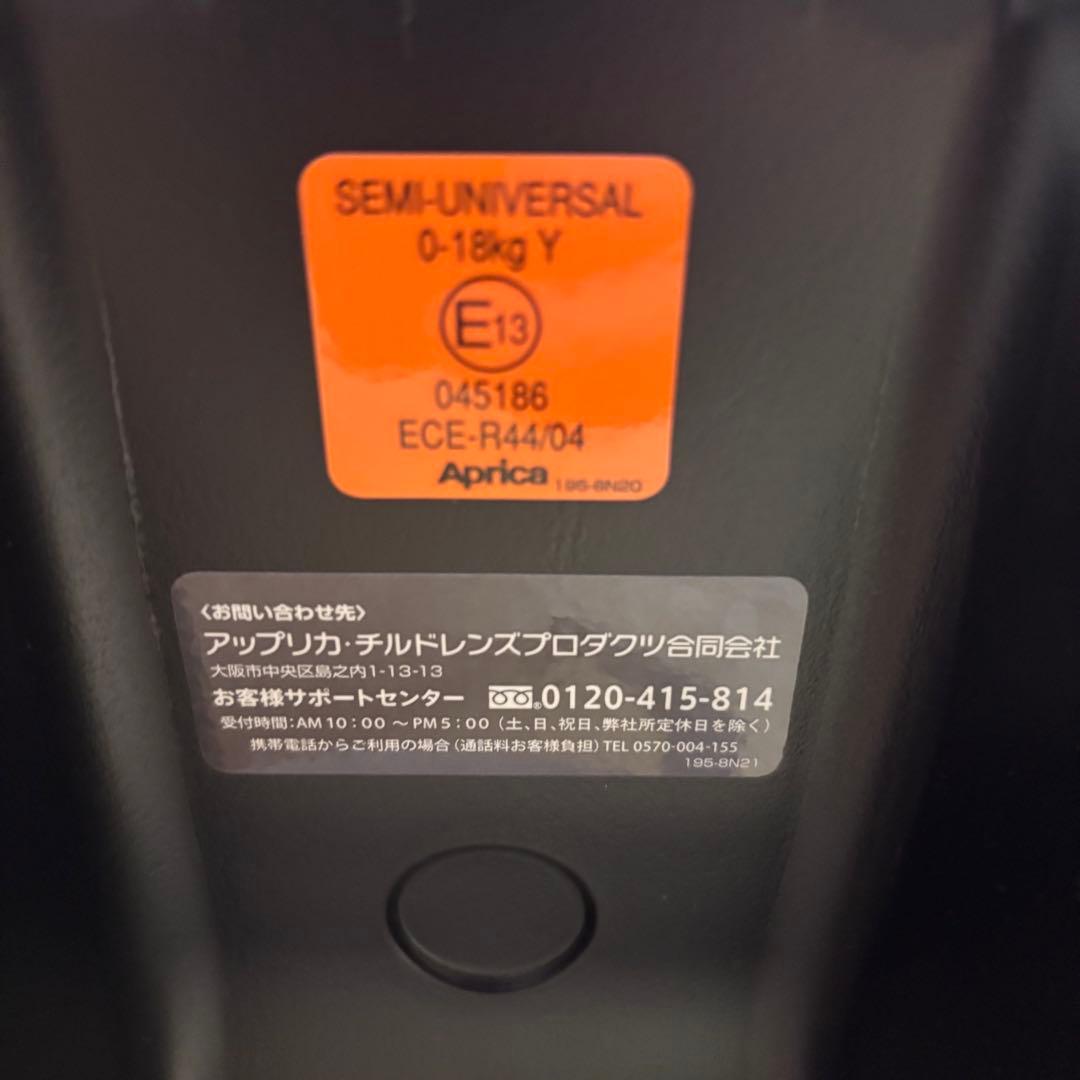 SEMI-UNIVERSAL
0-18kg Y
E13
045186
ECE-R44/04
Aprica 195-8N20
〈お問い合わせ先〉
アップリカ・チルドレンズプロダクツ合同会社
大阪市中央区島之内1-13-13
お客様サポートセンター 0120-415-814
受付時間：AM10：00 〜 PM5：00（土、日、祝日、弊社所定休日を除く）
携帯電話からご利用の場合（通話料お客様負担）TEL 0570-004-155
195-8N21